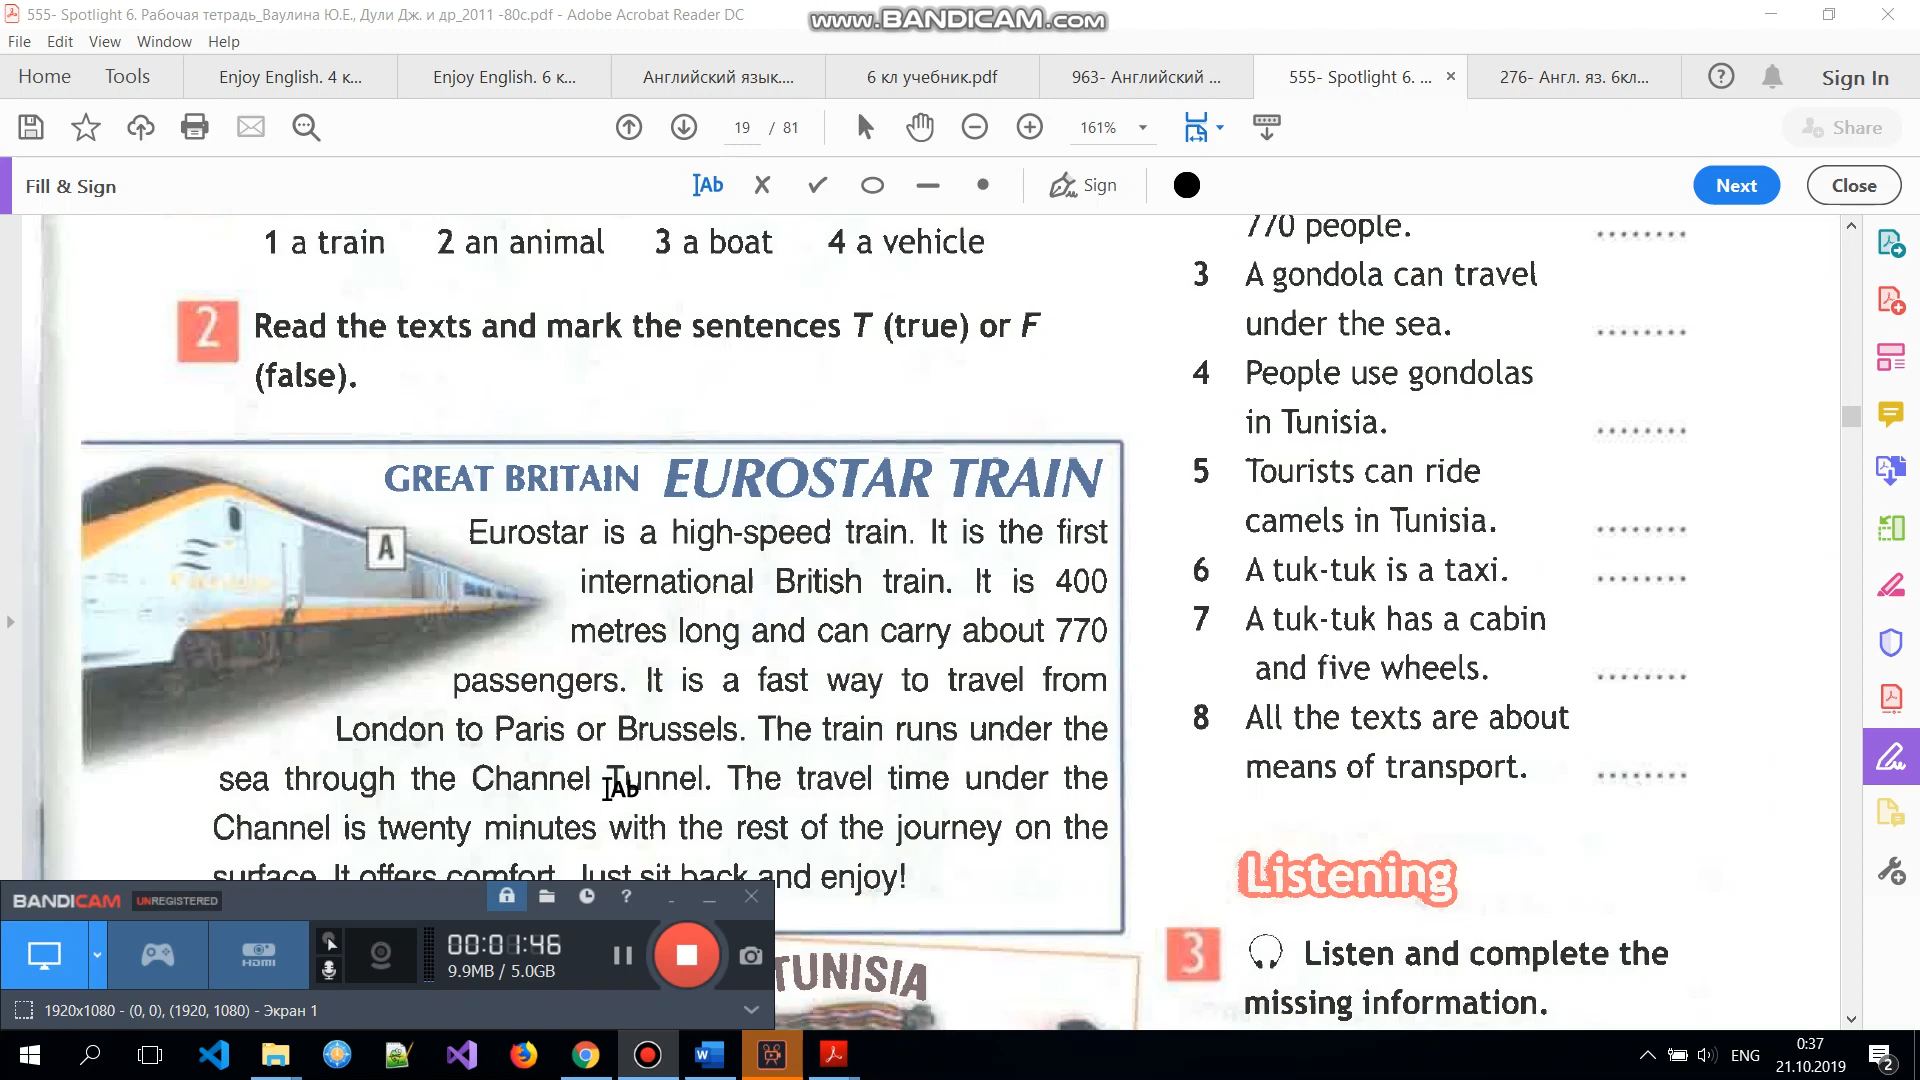 555- Spotlight 6. Рабочая тетрадь_Ваулина Ю.Е., Дули Дж. и др_2011 -80с.pdf - Adobe Acrobat Reader DC
www.BANDICAM.com
File Edit View Window Help
Home Tools Enjoy English. 4 к... Enjoy English. 6 к... Английский язык.... 6 кл учебник.pdf 963- Английский ... 555- Spotlight 6. ... 276- Англ. яз. 6кл... Sign In
19 / 81 161% Share
Fill & Sign Ab Sign Next Close
1 a train 2 an animal 3 a boat 4 a vehicle
2 Read the texts and mark the sentences T (true) or F
(false).
GREAT BRITAIN EUROSTAR TRAIN
A
Eurostar is a high-speed train. It is the first
international British train. It is 400
metres long and can carry about 770
passengers. It is a fast way to travel from
London to Paris or Brussels. The train runs under the
sea through the Channel Tunnel. The travel time under the
Channel is twenty minutes with the rest of the journey on the
surface. It offers comfort. Just sit back and enjoy!
TUNISIA
770 people. ........
3 A gondola can travel
under the sea. ........
4 People use gondolas
in Tunisia. ........
5 Tourists can ride
camels in Tunisia. ........
6 A tuk-tuk is a taxi. ........
7 A tuk-tuk has a cabin
and five wheels. ........
8 All the texts are about
means of transport. ........
Listening
3 Listen and complete the
missing information.
Ab
BANDICAM UNREGISTERED
HDMI
00:01:46
9.9MB / 5.0GB
1920x1080 - (0, 0), (1920, 1080) - Экран 1
ENG
0:37
21.10.2019
2